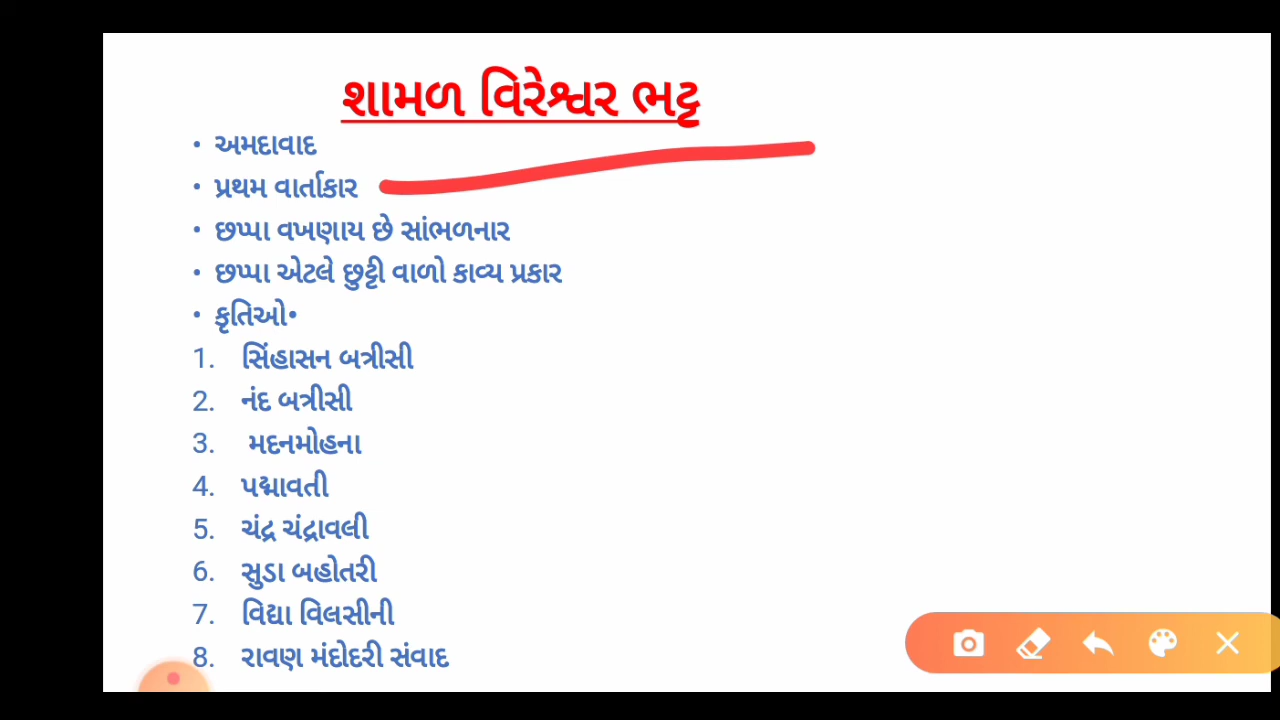 શામળ વિરેશ્વર ભટ્ટ
• અમદાવાદ
• પ્રથમ વાર્તાકાર
• છપ્પા વખણાય છે સાંભળનાર
• છપ્પા એટલે છુટ્ટી વાળો કાવ્ય પ્રકાર
• કૃતિઓ•
1. સિંહાસન બત્રીસી
2. નંદ બત્રીસી
3. મદનમોહના
4. પદ્માવતી
5. ચંદ્ર ચંદ્રાવલી
6. સુડા બહોતરી
7. વિદ્યા વિલસીની
8. રાવણ મંદોદરી સંવાદ